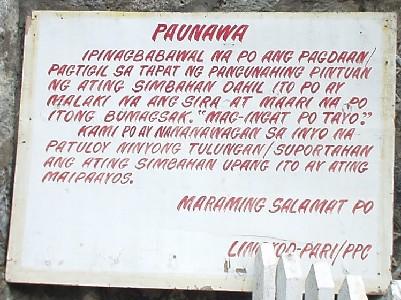 PAUNAWA
IPINAGBABAWAL NA PO ANG PAGDAAN/
PAGTIGIL SA TAPAT NG PANGUNAHING PINTUAN
NG ATING SIMBAHAN DAHIL ITO PO AY
MALAKI NA ANG SIRA AT MAARI NA PO
ITONG BUMAGSAK. "MAG-INGAT PO TAYO."
KAMI PO AY NANANAWAGAN SA INYO NA
PATULOY NINYONG TULUNGAN/SUPORTAHAN
ANG ATING SIMBAHAN UPANG ITO AY ATING
MAIPAAYOS.
MARAMING SALAMAT PO
PARI/PPC